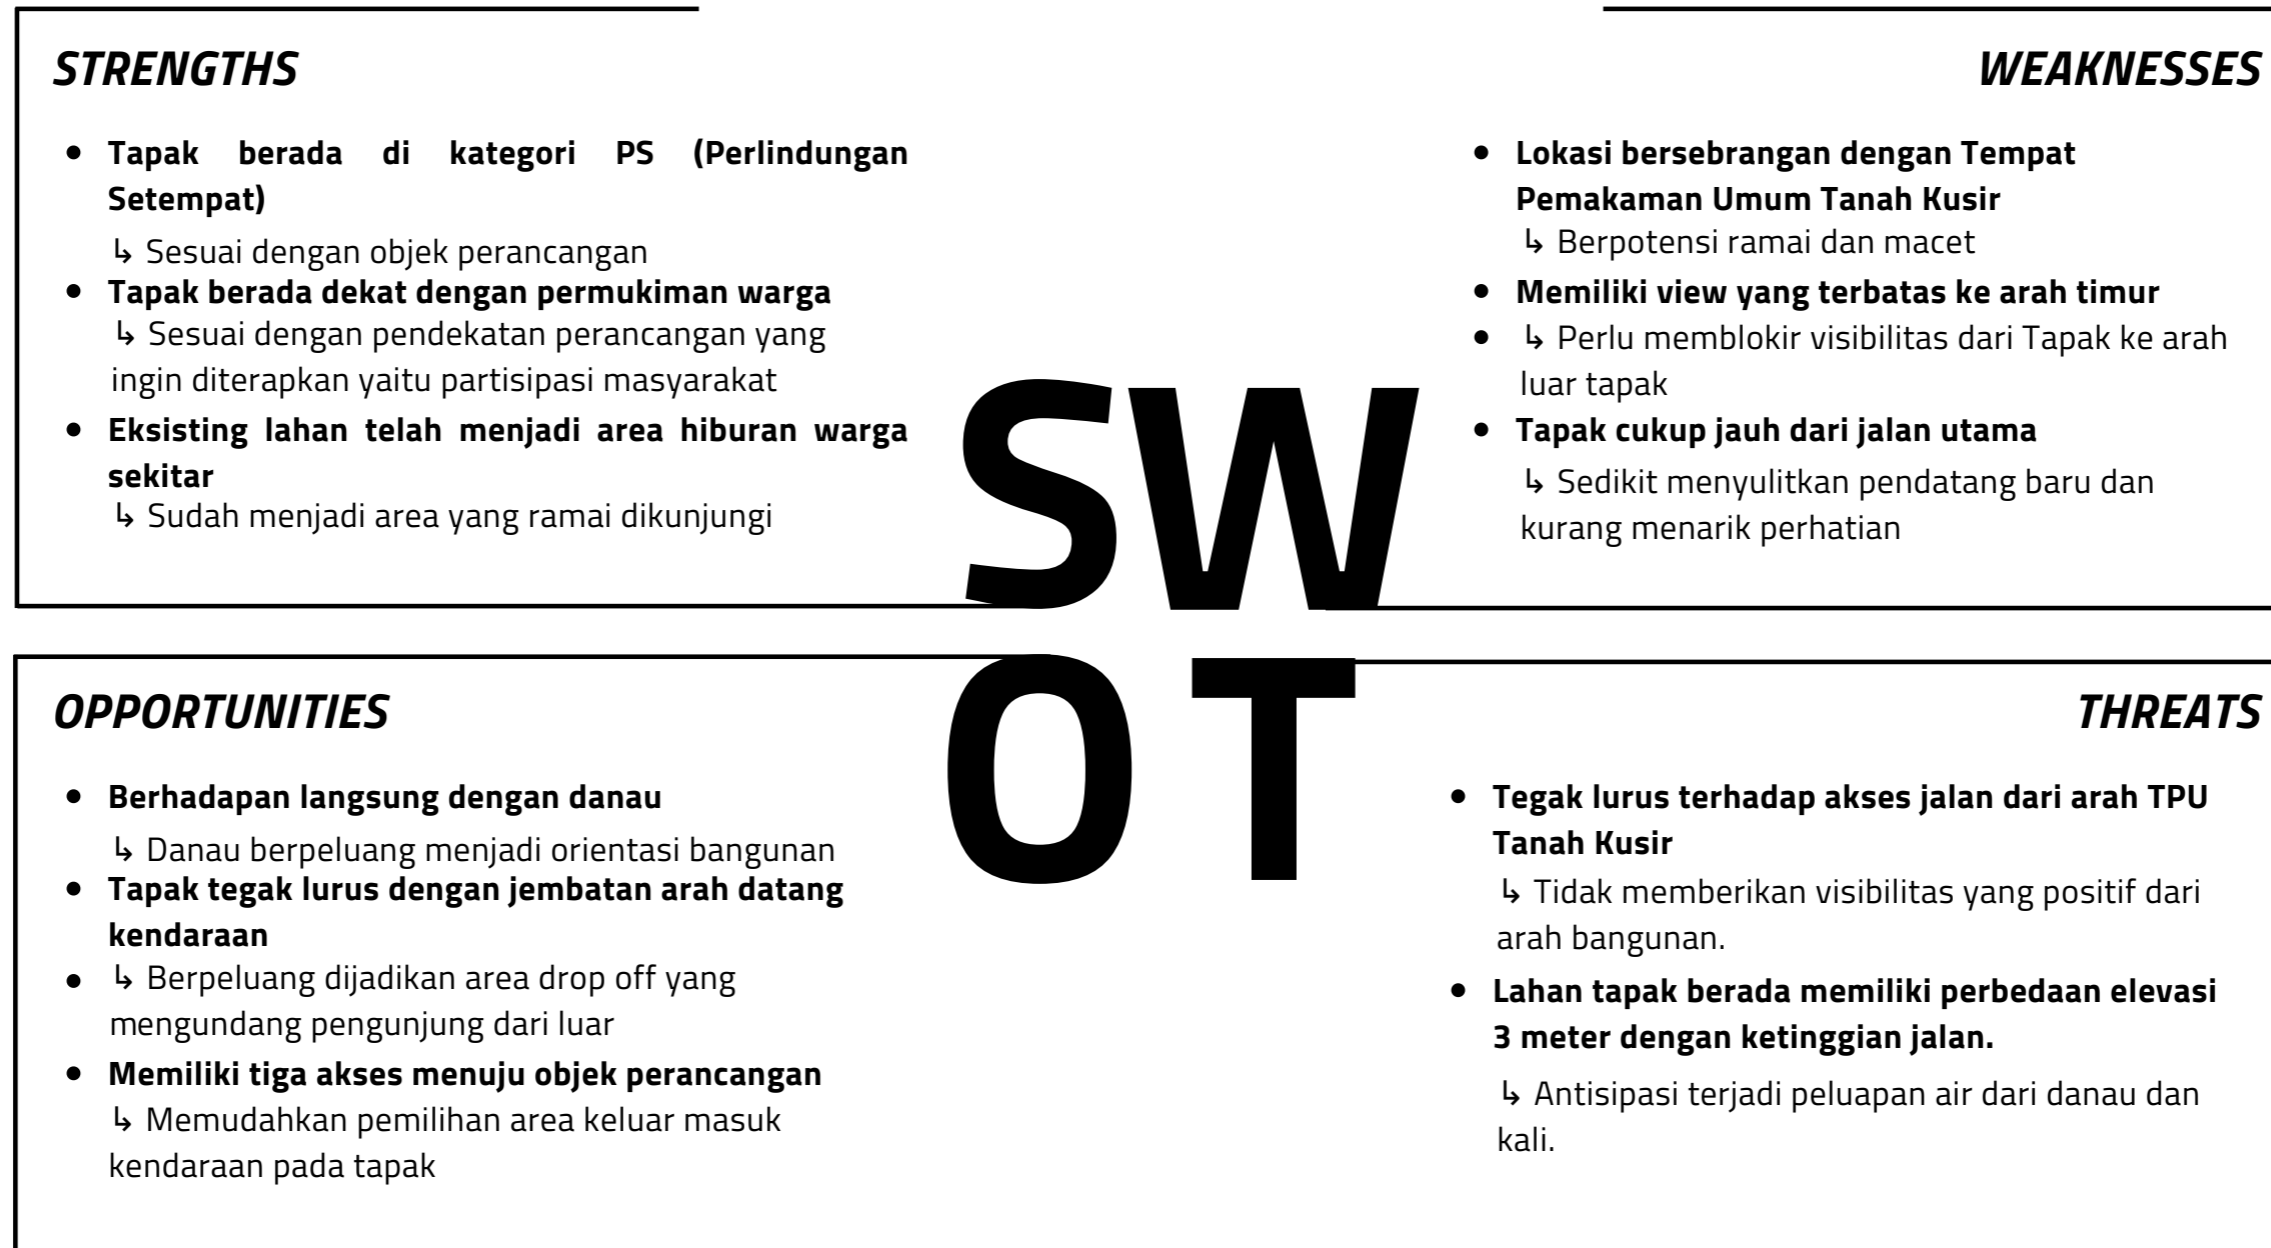 STRENGTHS
• Tapak berada di kategori PS (Perlindungan
Setempat)
↳ Sesuai dengan objek perancangan
• Tapak berada dekat dengan permukiman warga
↳ Sesuai dengan pendekatan perancangan yang
ingin diterapkan yaitu partisipasi masyarakat
• Eksisting lahan telah menjadi area hiburan warga
sekitar
↳ Sudah menjadi area yang ramai dikunjungi
WEAKNESSES
• Lokasi bersebrangan dengan Tempat
Pemakaman Umum Tanah Kusir
↳ Berpotensi ramai dan macet
• Memiliki view yang terbatas ke arah timur
• ↳ Perlu memblokir visibilitas dari Tapak ke arah
luar tapak
• Tapak cukup jauh dari jalan utama
↳ Sedikit menyulitkan pendatang baru dan
kurang menarik perhatian
SW
OT
OPPORTUNITIES
• Berhadapan langsung dengan danau
↳ Danau berpeluang menjadi orientasi bangunan
• Tapak tegak lurus dengan jembatan arah datang
kendaraan
• ↳ Berpeluang dijadikan area drop off yang
mengundang pengunjung dari luar
• Memiliki tiga akses menuju objek perancangan
↳ Memudahkan pemilihan area keluar masuk
kendaraan pada tapak
THREATS
• Tegak lurus terhadap akses jalan dari arah TPU
Tanah Kusir
↳ Tidak memberikan visibilitas yang positif dari
arah bangunan.
• Lahan tapak berada memiliki perbedaan elevasi
3 meter dengan ketinggian jalan.
↳ Antisipasi terjadi peluapan air dari danau dan
kali.